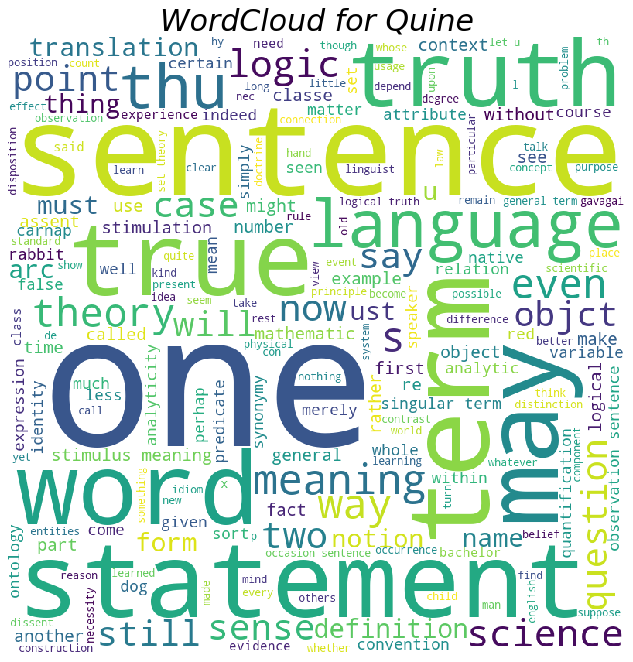 WordCloud for Quine
translation
hy
need
though
context
whose
let u
th
position
count
certain
logic
usage
upon
problem
point
thu
truth
long
little
set
l
effect
thing
experience
indeed
nec
classe
matter
depend
degree
attribute
particular
without
course
observation
connection
disposition
said
sentence
set theory
doctrine
low
learn
clear
hand
seen
linguist
talk
see
concept
purpose
must
use
case
simply
might
u
logical truth
remain
general term
gavagai
assent
stimulation
number
rule
old
language
carnap
rabbit
well
mean
quite
true
say
native
place
standard
arc
show
kind
present
idea
view
event
example
relation
scientific
even
false
seem
take
principle
become
possible
objct
class
de
theory
will
now
ust
s
speaker
difference
better
called
rest
mathematic
term
red
make
time
physical
con
system
object
variable
expression
much
less
analyticity
perhap
one
nothing
first
rather
re
analytic
may
think
logical
identity
call
predicate
synonymy
merely
contrast
singular term
distinction
world
yet
stimulus meaning
general
whole
learning
whatever
component
quantification
observation sentence
word
idiom
x
something
meaning
turn
within
question
entities
new
fact
way
ontology
come
given
sort
p
two
notion
name
belief
part
form
occasion sentence
occurrence
bachelor
reason
learned
dog
made
mind
every
find
statement
others
child
man
english
suppose
dissent
necessity
another
still
sense
definition
science
construction
evidence
whether
convention